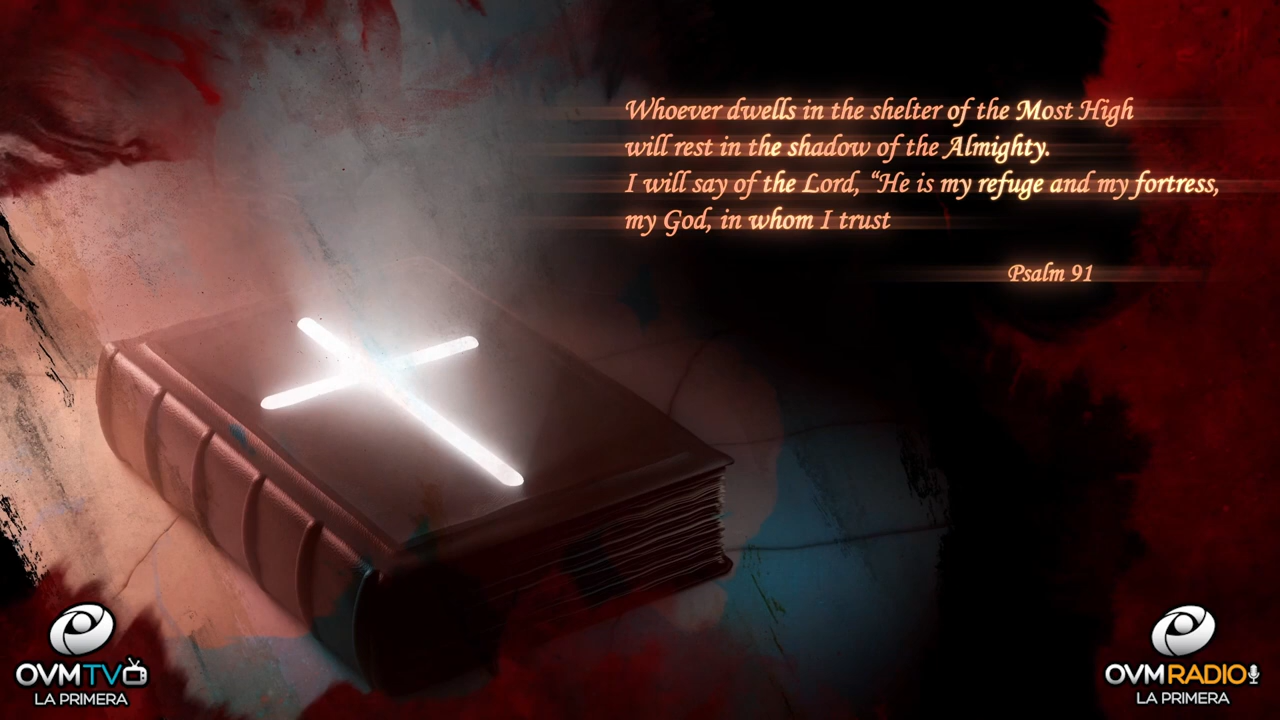 Whoever dwells in the shelter of the Most High
will rest in the shadow of the Almighty.
I will say of the Lord, “He is my refuge and my fortress,
my God, in whom I trust
Psalm 91
OVMTV
LA PRIMERA
OVMRADIO
LA PRIMERA